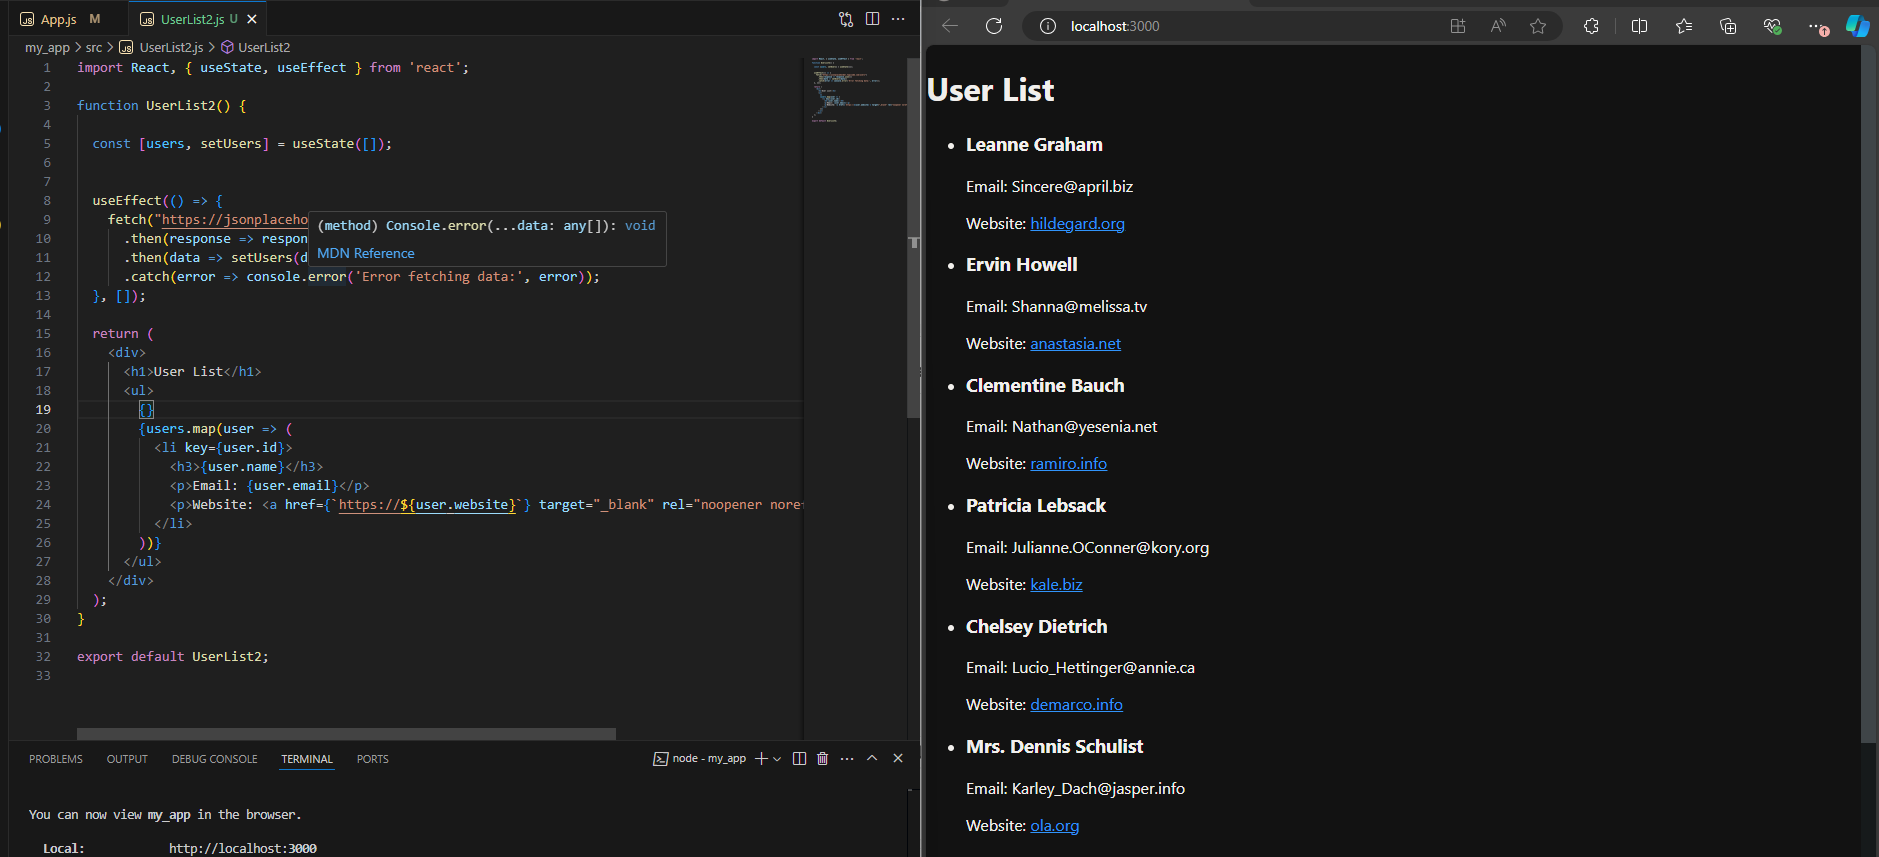 App.js M
UserList2.js U
my_app > src > UserList2.js > UserList2
1 import React, { useState, useEffect } from 'react';
2
3 function UserList2() {
4
5 const [users, setUsers] = useState([]);
6
7
8 useEffect(() => {
9 fetch("https://jsonplaceho
10 .then(response => respon
11 .then(data => setUsers(d
12 .catch(error => console.error('Error fetching data:', error));
13 }, []);
14
15 return (
16 <div>
17 <h1>User List</h1>
18 <ul>
19 {}
20 {users.map(user => (
21 <li key={user.id}>
22 <h3>{user.name}</h3>
23 <p>Email: {user.email}</p>
24 <p>Website: <a href={`https://${user.website}`} target="_blank" rel="noopener noref
25 </li>
26 ))}
27 </ul>
28 </div>
29 );
30 }
31
32 export default UserList2;
33
(method) Console.error(...data: any[]): void
MDN Reference
PROBLEMS OUTPUT DEBUG CONSOLE TERMINAL PORTS
node - my_app
You can now view my_app in the browser.
Local: http://localhost:3000
localhost:3000
User List
• Leanne Graham
Email: Sincere@april.biz
Website: hildegard.org
• Ervin Howell
Email: Shanna@melissa.tv
Website: anastasia.net
• Clementine Bauch
Email: Nathan@yesenia.net
Website: ramiro.info
• Patricia Lebsack
Email: Julianne.OConner@kory.org
Website: kale.biz
• Chelsey Dietrich
Email: Lucio_Hettinger@annie.ca
Website: demarco.info
• Mrs. Dennis Schulist
Email: Karley_Dach@jasper.info
Website: ola.org